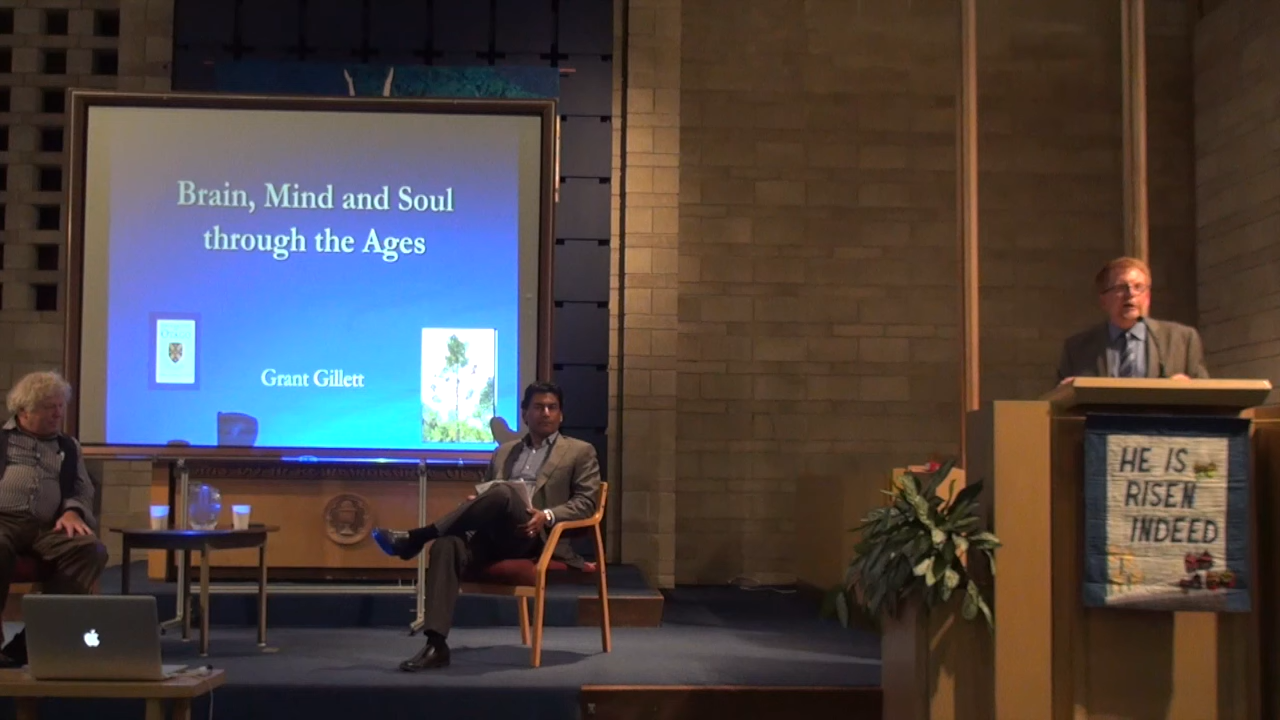 Brain, Mind and Soul
through the Ages
Grant Gillett
HE IS
RISEN
INDEED